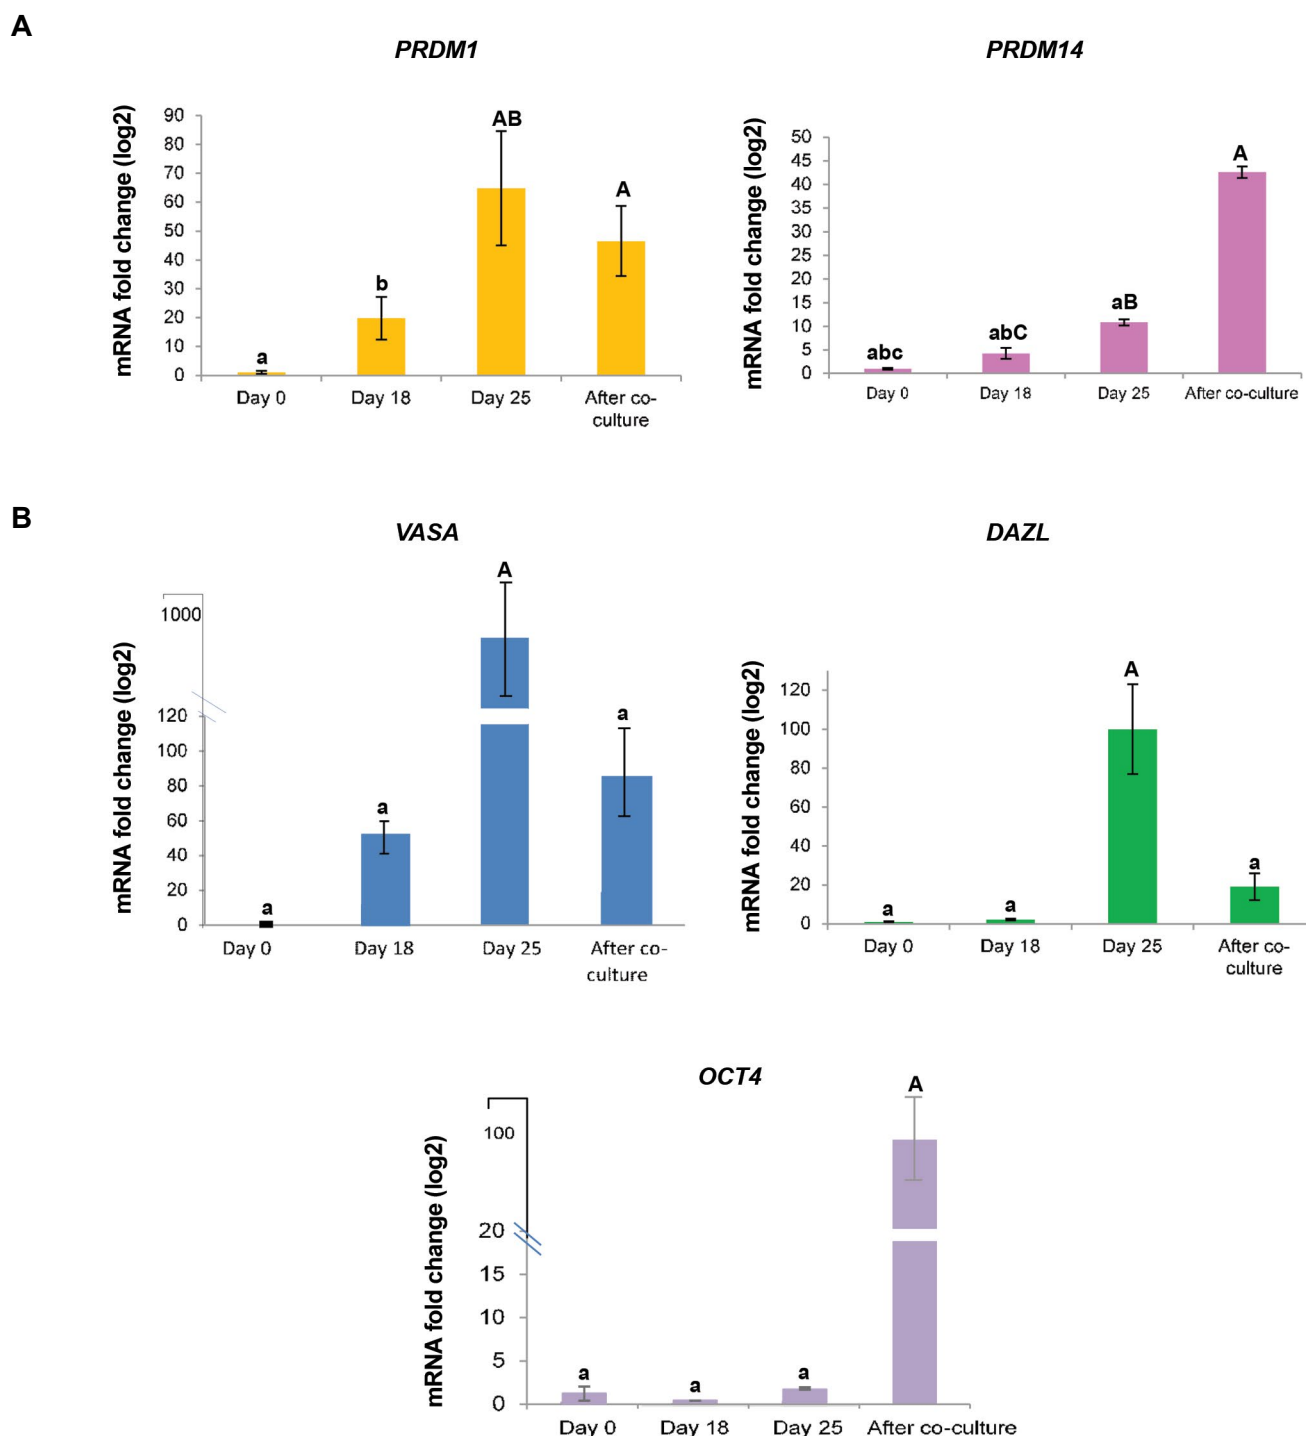 A
PRDM1
PRDM14
mRNA fold change (log2)
90
80
70
60
50
40
30
20
10
0
a
b
AB
A
Day 0
Day 18
Day 25
After co-
culture
mRNA fold change (log2)
50
45
40
35
30
25
20
15
10
5
0
abc
abC
aB
A
Day 0
Day 18
Day 25
After co-culture
B
VASA
DAZL
mRNA fold change (log2)
1000
120
100
80
60
40
20
0
a
a
A
a
Day 0
Day 18
Day 25
After co-
culture
mRNA fold change (log2)
120
100
80
60
40
20
0
a
a
A
a
Day 0
Day 18
Day 25
After co-
culture
OCT4
mRNA fold change (log2)
100
20
15
10
5
0
a
a
a
A
Day 0
Day 18
Day 25
After co-culture